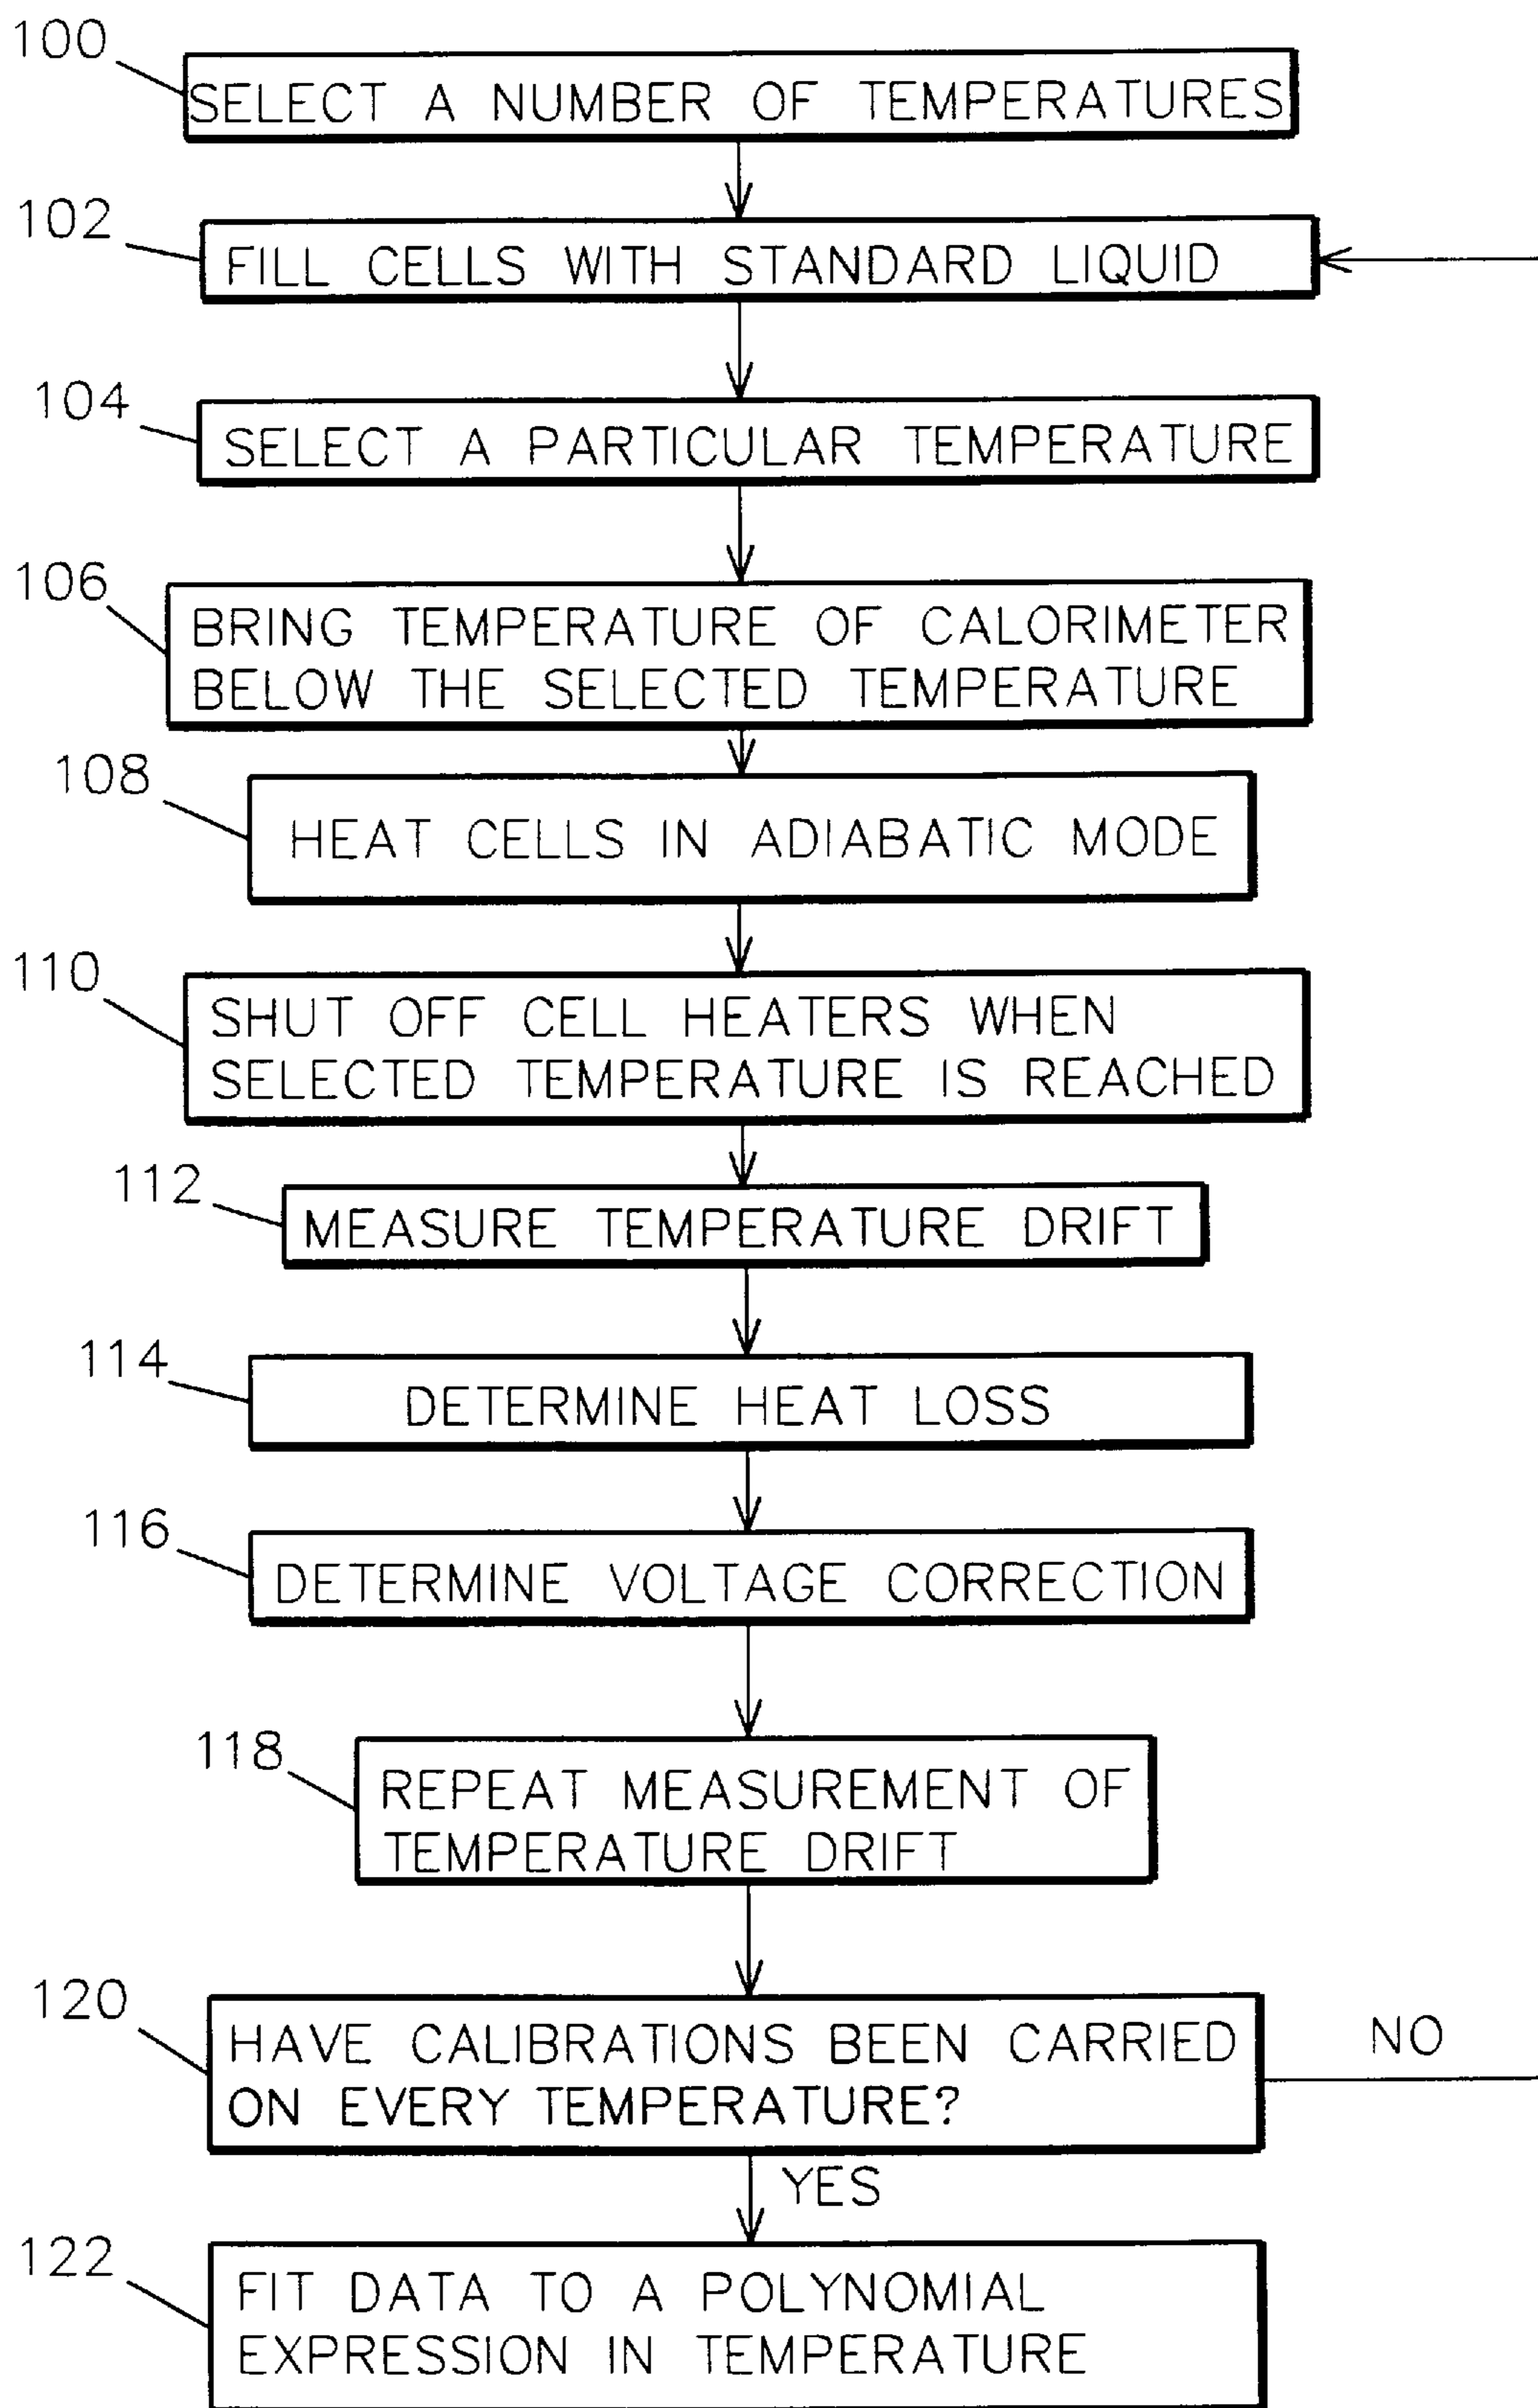 100
SELECT A NUMBER OF TEMPERATURES
102
FILL CELLS WITH STANDARD LIQUID
104
SELECT A PARTICULAR TEMPERATURE
106
BRING TEMPERATURE OF CALORIMETER
BELOW THE SELECTED TEMPERATURE
108
HEAT CELLS IN ADIABATIC MODE
110
SHUT OFF CELL HEATERS WHEN
SELECTED TEMPERATURE IS REACHED
112
MEASURE TEMPERATURE DRIFT
114
DETERMINE HEAT LOSS
116
DETERMINE VOLTAGE CORRECTION
118
REPEAT MEASUREMENT OF
TEMPERATURE DRIFT
120
HAVE CALIBRATIONS BEEN CARRIED
ON EVERY TEMPERATURE?
NO
YES
122
FIT DATA TO A POLYNOMIAL
EXPRESSION IN TEMPERATURE